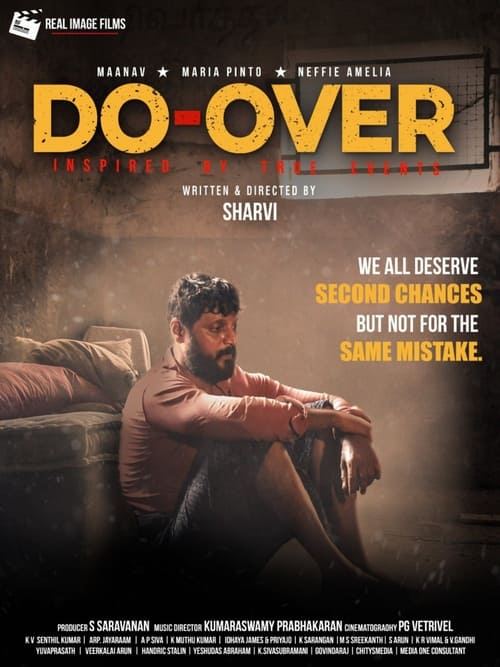 REAL IMAGE FILMS
MAANAV ★ MARIA PINTO ★ NEFFIE AMELIA
DO-OVER
INSPIRED BY TRUE EVENTS
WRITTEN & DIRECTED BY
SHARVI
WE ALL DESERVE
SECOND CHANCES
BUT NOT FOR THE
SAME MISTAKE.
PRODUCER S SARAVANAN MUSIC DIRECTOR KUMARASWAMY PRABHAKARAN CINEMATOGRADHY PG VETRIVEL
K V SENTHIL KUMAR | ARP. JAYARAAM | A P SIVA | K MUTHU KUMAR | IDHAYA JAMES & PRIYAJO | K SARANGAN | M S SREEKANTH | S ARUN | K R VIMAL & V.GANDHI
YUVAPRASATH | VEERKALAI ARUN | HANDRIC STALIN | YESHUDAS ABRAHAM | K.SIVASUBRAMANI | GOVINDARAJ | CHITYSMEDIA | MEDIA ONE CONSULTANT